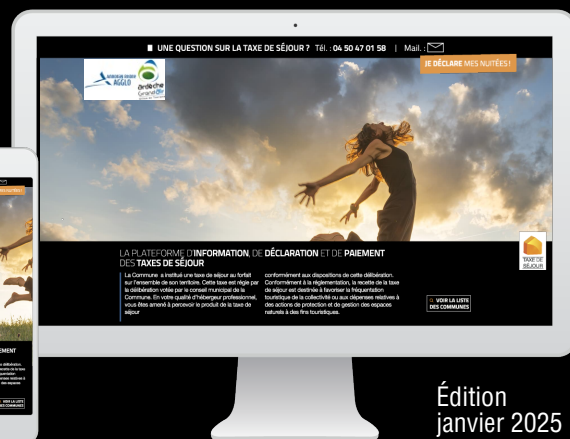 UNE QUESTION SUR LA TAXE DE SÉJOUR ? Tél. : 04 50 47 01 58 | Mail. :
JE DÉCLARE MES NUITÉES !
ANNONAY RHÔNE
AGGLO
ardèche
Grand air
LA PLATEFORME D'INFORMATION, DE DÉCLARATION ET DE PAIEMENT
DES TAXES DE SÉJOUR
La Commune a institué une taxe de séjour au forfait
sur l'ensemble de son territoire. Cette taxe est régie par
la délibération votée par le conseil municipal de la
Commune. En votre qualité d'hébergeur professionnel,
vous êtes amené à percevoir le produit de la taxe de
séjour
conformément aux dispositions de cette délibération.
Conformément à la réglementation, la recette de la taxe
de séjour est destinée à favoriser la fréquentation
touristique de la collectivité ou aux dépenses relatives à
des actions de protection et de gestion des espaces
naturels à des fins touristiques.
TAXE DE
SÉJOUR
VOIR LA LISTE
DES COMMUNES
Édition
janvier 2025